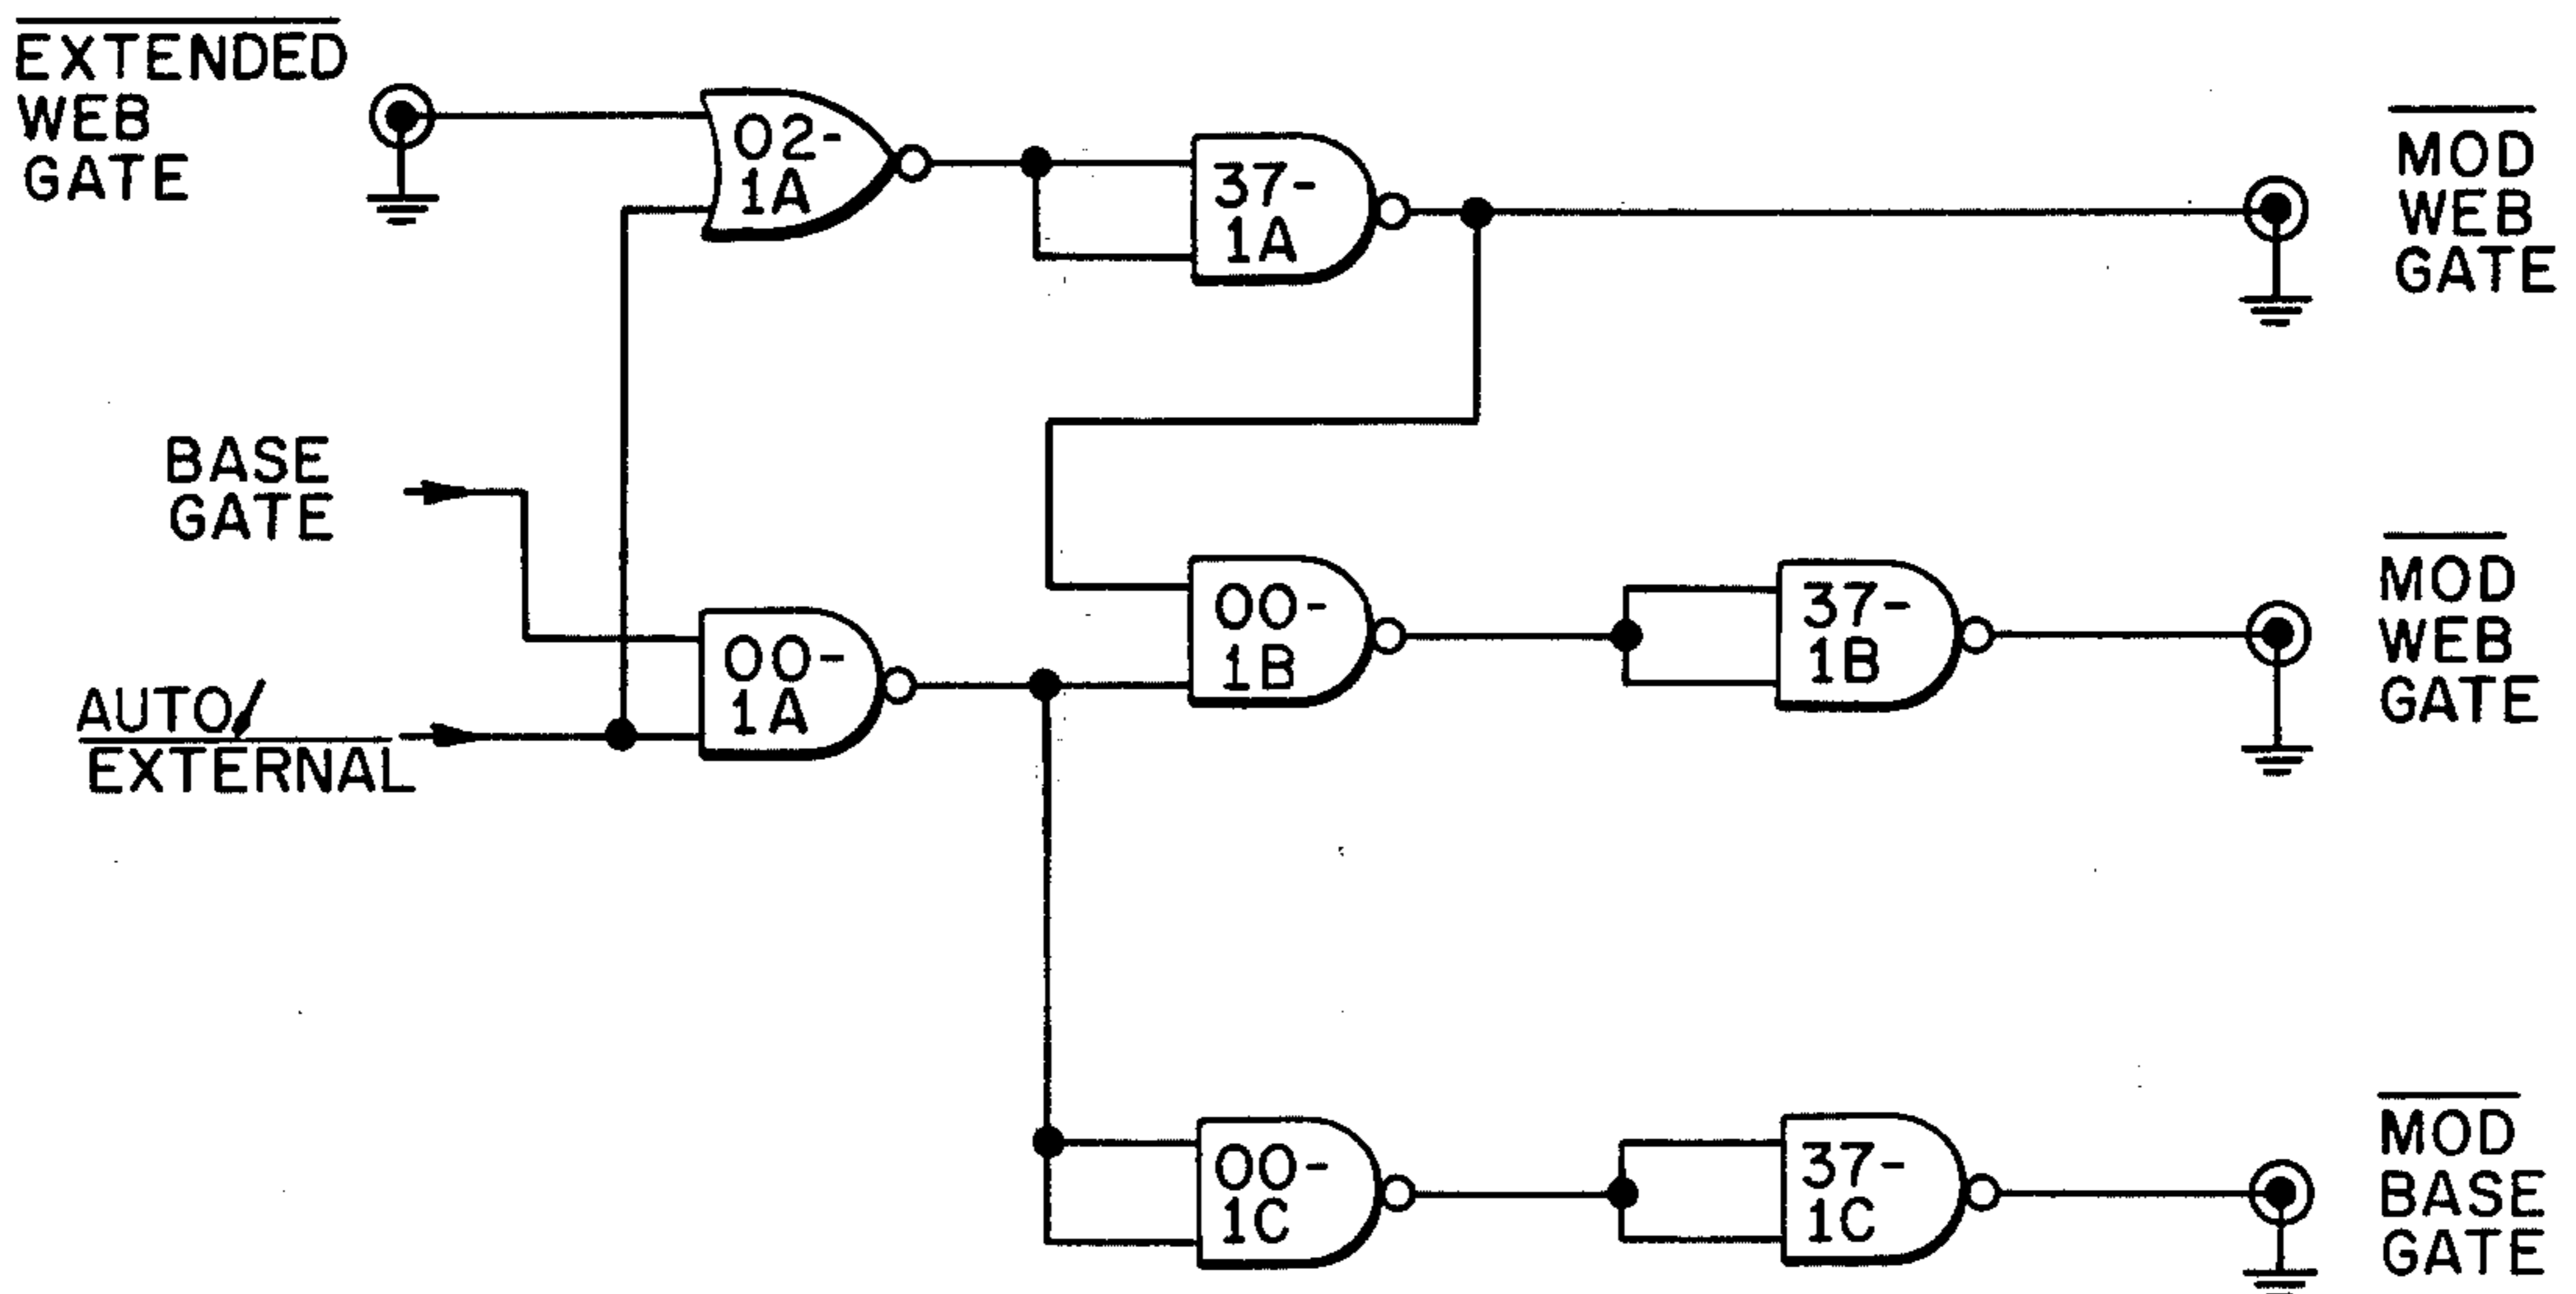 EXTENDED
WEB
GATE
02-
1A
37-
1A
MOD
WEB
GATE
BASE
GATE
AUTO/
EXTERNAL
00-
1A
00-
1B
37-
1B
MOD
WEB
GATE
00-
1C
37-
1C
MOD
BASE
GATE